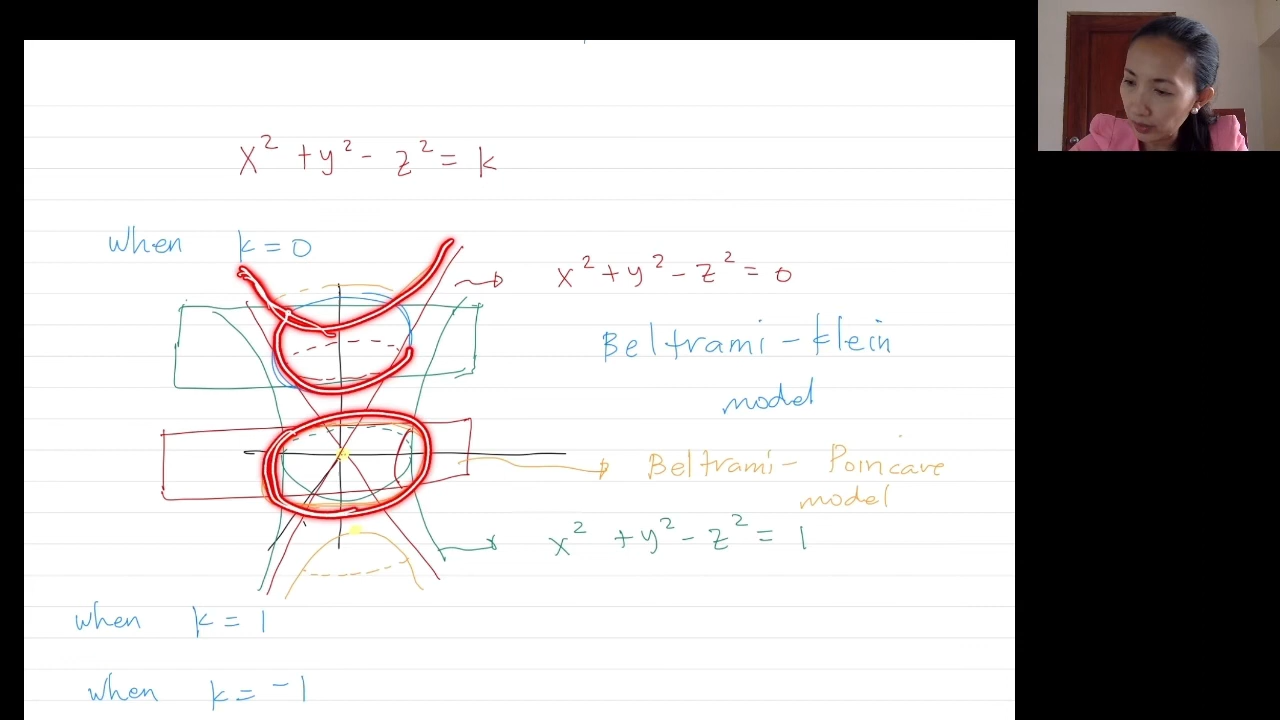 x² + y² - z² = k
when k = 0
x² + y² - z² = 0
Beltrami - klein
model
Beltrami - Poincare
model
x² + y² - z² = 1
when k = 1
when k = -1